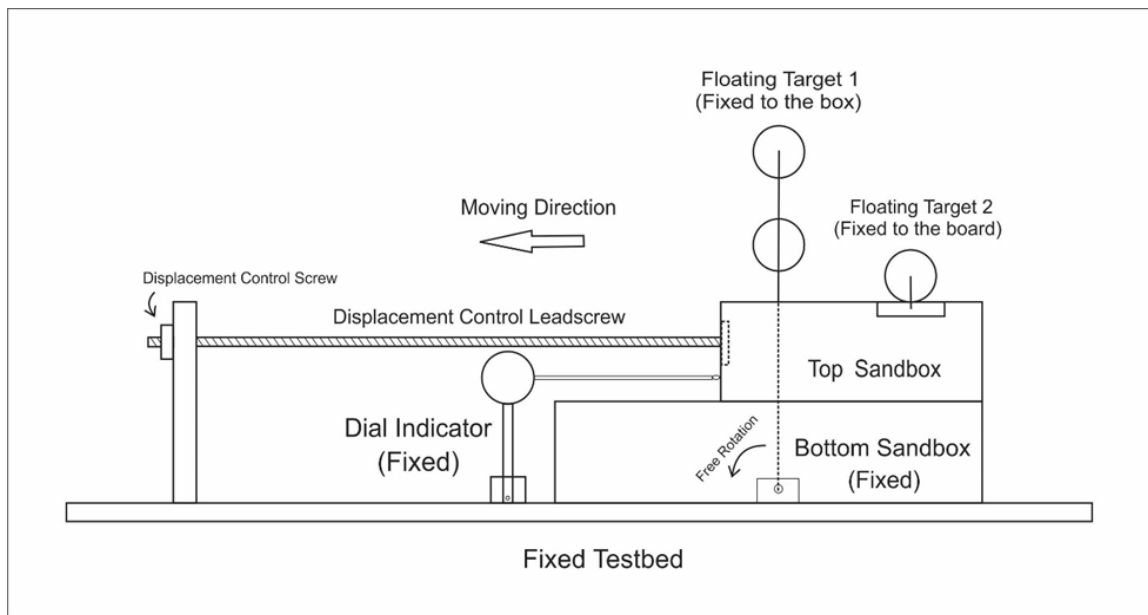 Floating Target 1
(Fixed to the box)
Floating Target 2
(Fixed to the board)
Moving Direction
Displacement Control Screw
Displacement Control Leadscrew
Top Sandbox
Dial Indicator
(Fixed)
Free Rotation
Bottom Sandbox
(Fixed)
Fixed Testbed